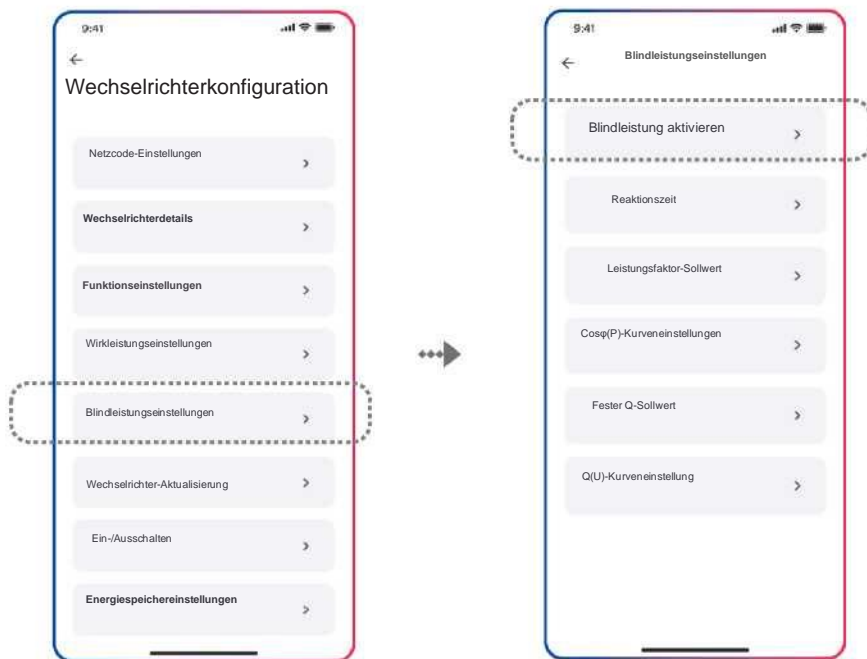 9:41
Wechselrichterkonfiguration
Netzcode-Einstellungen
Wechselrichterdetails
Funktionseinstellungen
Wirkleistungseinstellungen
Blindleistungseinstellungen
Wechselrichter-Aktualisierung
Ein-/Ausschalten
Energiespeichereinstellungen
9:41
Blindleistungseinstellungen
Blindleistung aktivieren
Reaktionszeit
Leistungsfaktor-Sollwert
Cosφ(P)-Kurveneinstellungen
Fester Q-Sollwert
Q(U)-Kurveneinstellung